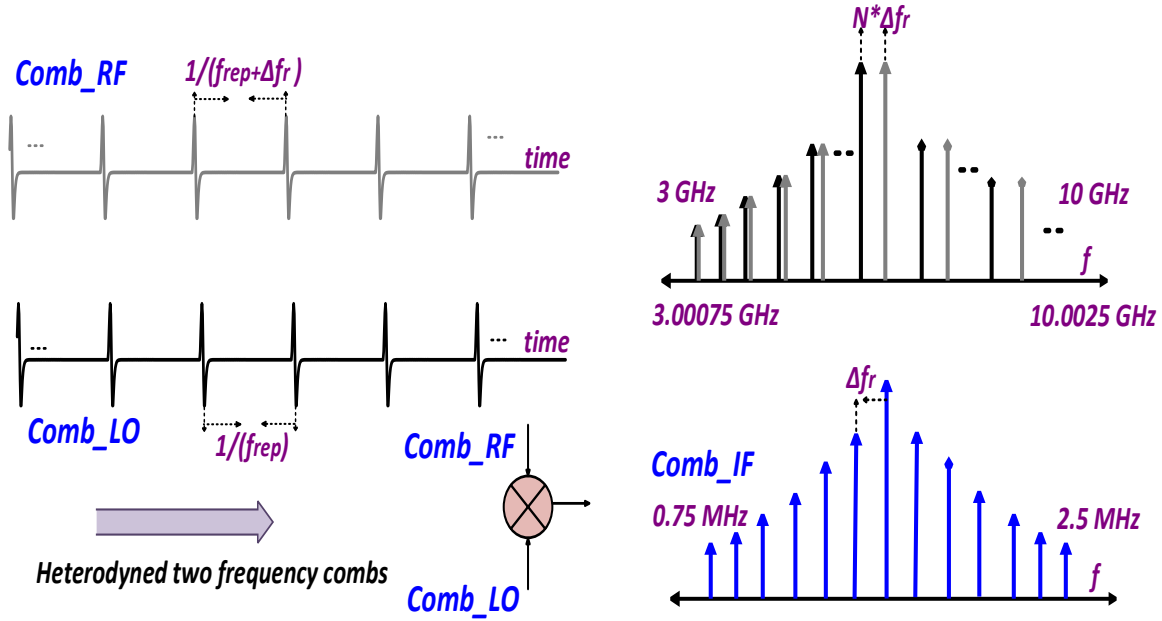 Comb_RF
1/(frep+Δfr )
...
...
time
...
...
time
Comb_LO
1/(frep)
Heterodyned two frequency combs
Comb_RF
Comb_LO
N*Δfr
3 GHz
10 GHz
f
3.00075 GHz
10.0025 GHz
Δfr
Comb_IF
0.75 MHz
2.5 MHz
f